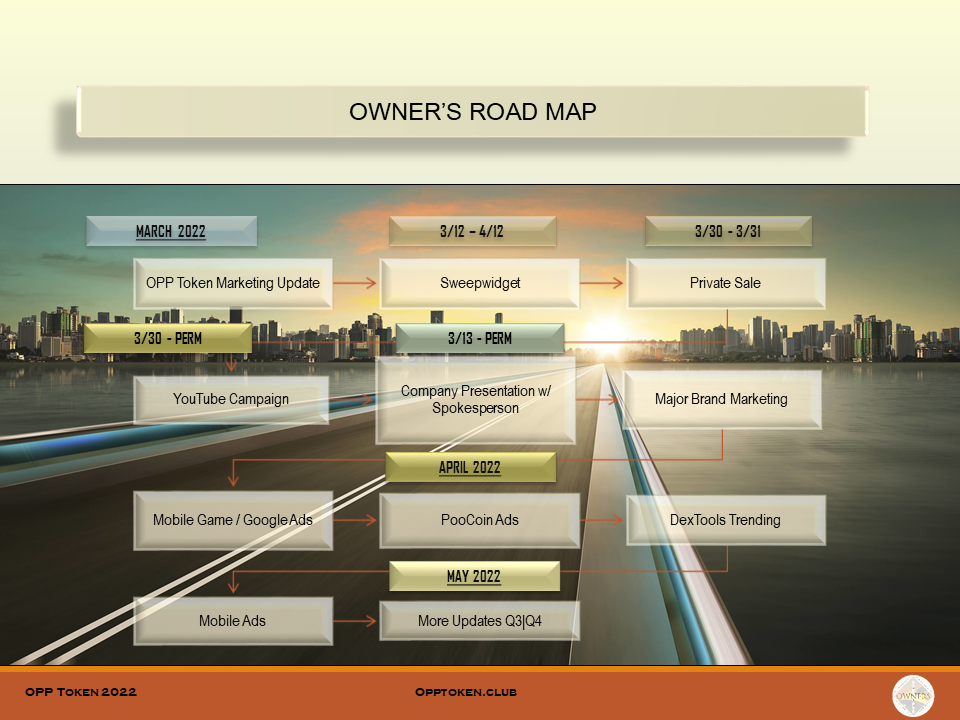 OWNER’S ROAD MAP
MARCH 2022
3/12 – 4/12
3/30 - 3/31
OPP Token Marketing Update
Sweepwidget
Private Sale
3/30 - PERM
3/13 - PERM
YouTube Campaign
Company Presentation w/
Spokesperson
Major Brand Marketing
APRIL 2022
Mobile Game / Google Ads
PooCoin Ads
DexTools Trending
MAY 2022
Mobile Ads
More Updates Q3|Q4
OPP Token 2022
Opptoken.club
OWNERS